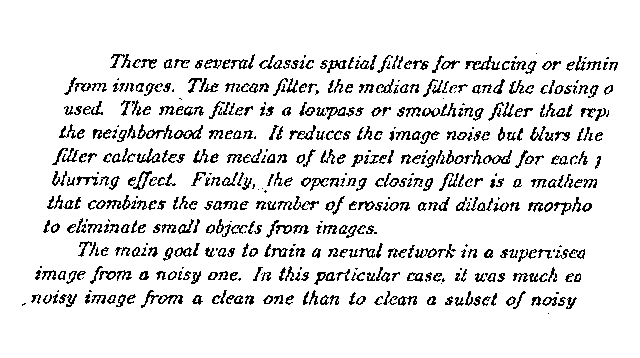 There are several classic spatial filters for reducing or elimin
from images. The mean filter, the median filter and the closing o
used. The mean filter is a lowpass or smoothing filter that repl
the neighborhood mean. It reduces the image noise but blurs the
filter calculates the median of the pixel neighborhood for each p
blurring effect. Finally, the opening closing filter is a mathem
that combines the same number of erosion and dilation morpho
to eliminate small objects from images.
The main goal was to train a neural network in a supervised
image from a noisy one. In this particular case, it was much ea
noisy image from a clean one than to clean a subset of noisy